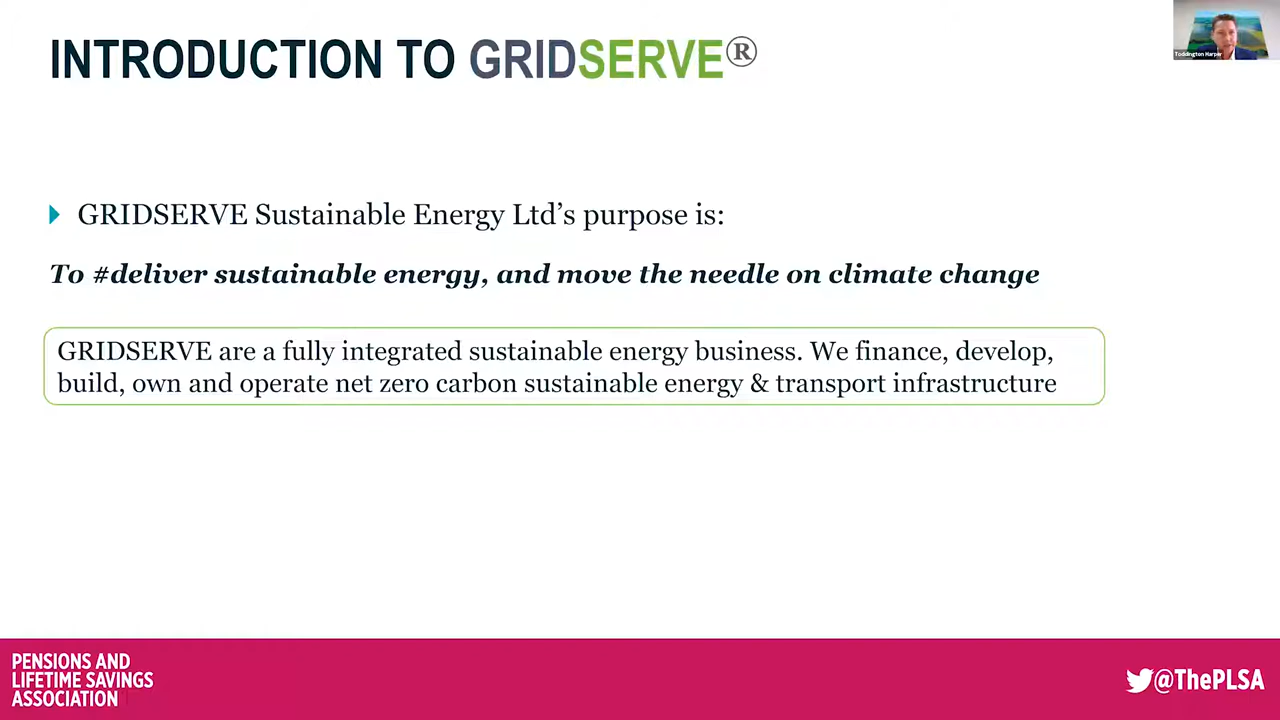 INTRODUCTION TO GRIDSERVE®
Toddington Harper
GRIDSERVE Sustainable Energy Ltd’s purpose is:
To #deliver sustainable energy, and move the needle on climate change
GRIDSERVE are a fully integrated sustainable energy business. We finance, develop,
build, own and operate net zero carbon sustainable energy & transport infrastructure
PENSIONS AND
LIFETIME SAVINGS
ASSOCIATION
@ThePLSA